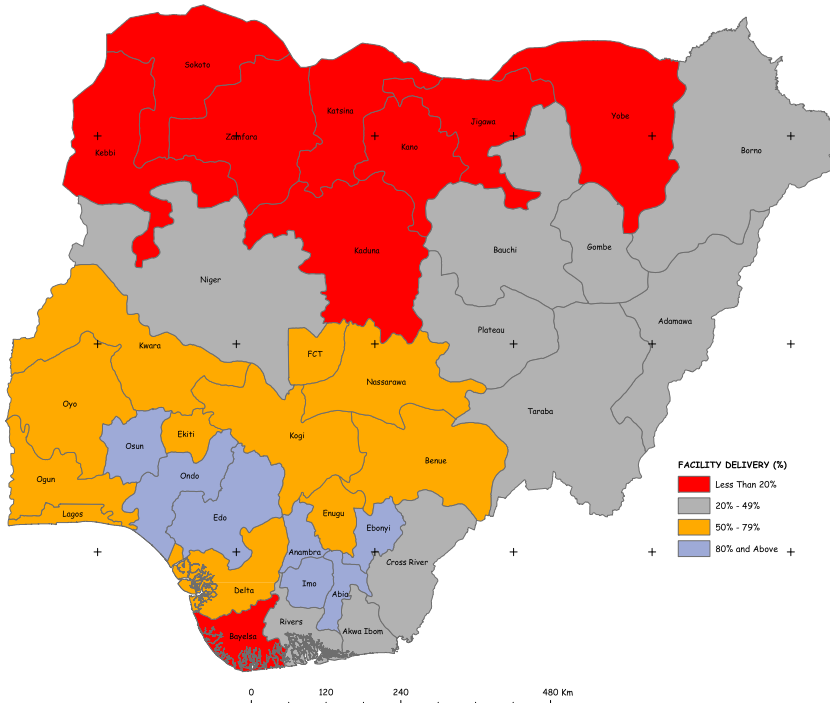 Sokoto
Katsina
Yobe
Jigawa
Zamfara
Kano
Kebbi
Borno
Kaduna
Bauchi
Gombe
Niger
Adamawa
Plateau
Kwara
FCT
Nassarawa
Oyo
Taraba
Ekiti
Kogi
Osun
Benue
FACILITY DELIVERY (%)
Ondo
Ogun
Less Than 20%
20% - 49%
Lagos
Enugu
Edo
Ebonyi
50% - 79%
80% and Above
Anambra
Cross River
Imo
Delta
Abia
Rivers
Akwa Ibom
Bayelsa
0 120 240 480 Km